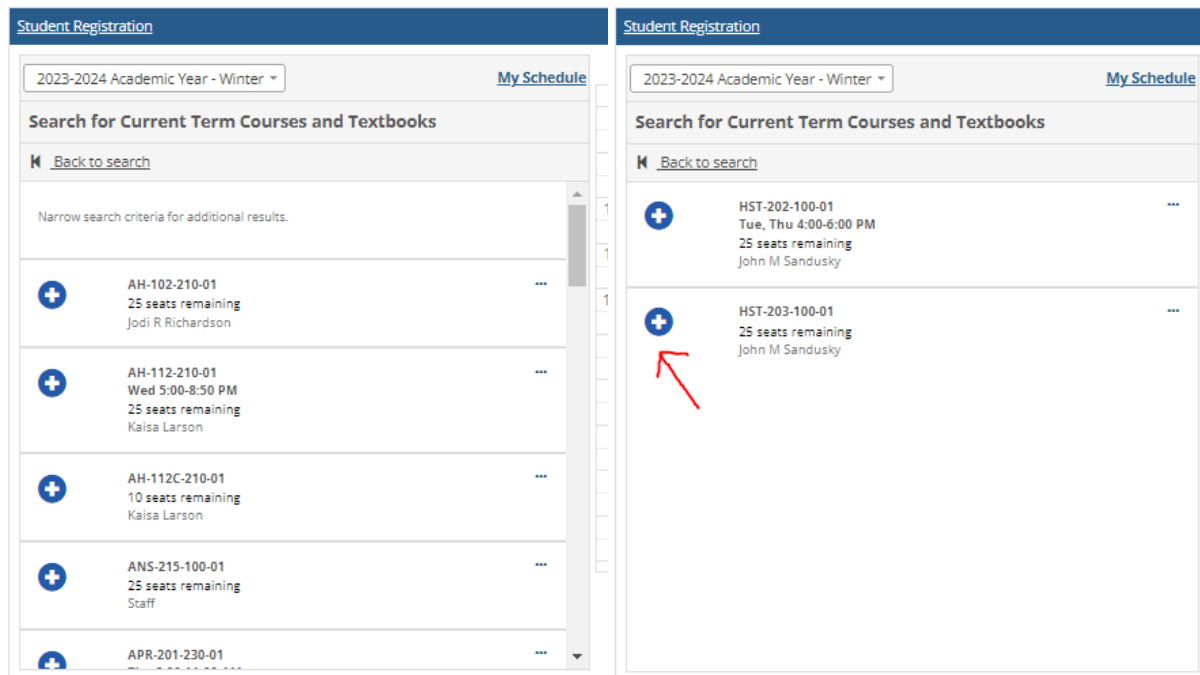 Student Registration
2023-2024 Academic Year - Winter
My Schedule
Search for Current Term Courses and Textbooks
Back to search
Narrow search criteria for additional results.
AH-102-210-01
25 seats remaining
Jodi R Richardson
AH-112-210-01
Wed 5:00-8:50 PM
25 seats remaining
Kaisa Larson
AH-112C-210-01
10 seats remaining
Kaisa Larson
ANS-215-100-01
25 seats remaining
Staff
APR-201-230-01
Student Registration
2023-2024 Academic Year - Winter
My Schedule
Search for Current Term Courses and Textbooks
Back to search
HST-202-100-01
Tue, Thu 4:00-6:00 PM
25 seats remaining
John M Sandusky
HST-203-100-01
25 seats remaining
John M Sandusky